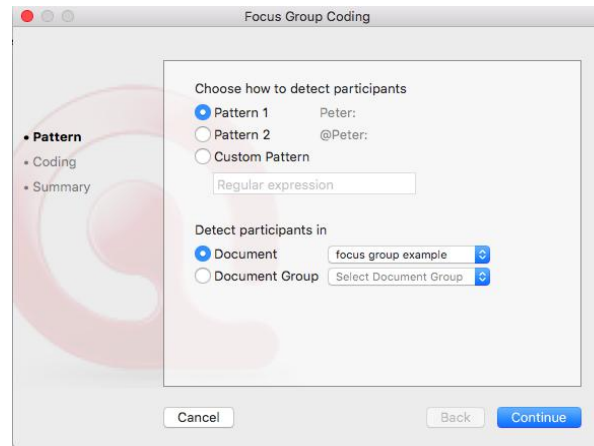 Focus Group Coding
Choose how to detect participants
Pattern 1 Peter:
Pattern 2 @Peter:
Custom Pattern
Regular expression
• Pattern
• Coding
• Summary
Detect participants in
Document focus group example
Document Group Select Document Group
Cancel Back Continue